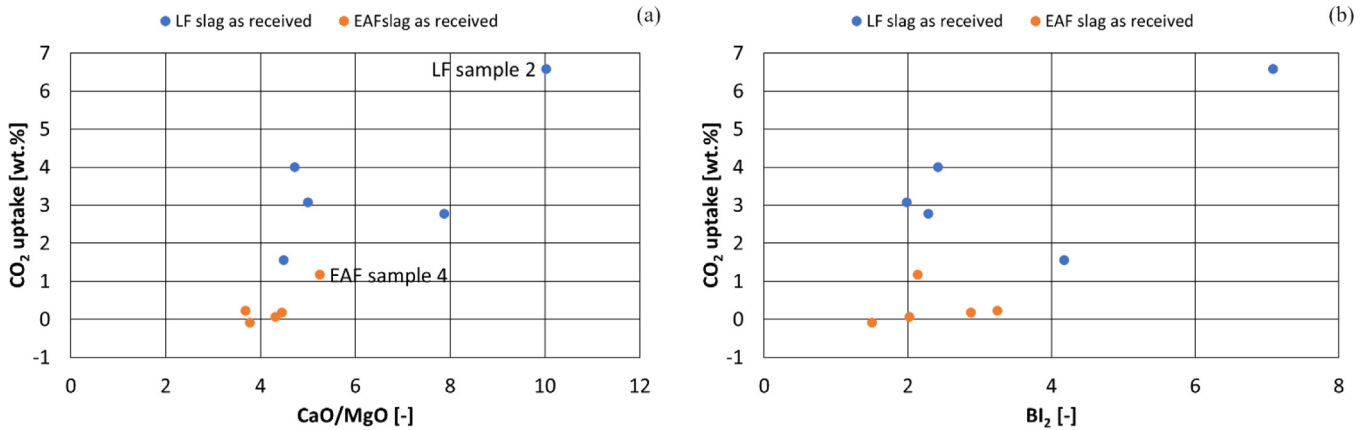 LF slag as received EAFslag as received (a)
7
6
5
4
3
2
1
0
-1
CO₂ uptake [wt.%]
LF sample 2
EAF sample 4
0 2 4 6 8 10 12
CaO/MgO [-]
LF slag as received EAF slag as received (b)
7
6
5
4
3
2
1
0
-1
CO₂ uptake [wt.%]
0 2 4 6 8
BI₂ [-]